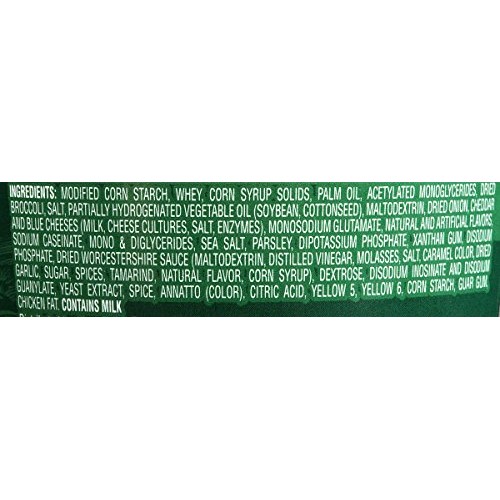 INGREDIENTS: MODIFIED CORN STARCH, WHEY, CORN SYRUP SOLIDS, PALM OIL, ACETYLATED MONOGLYCERIDES, DRIED
BROCCOLI, SALT, PARTIALLY HYDROGENATED VEGETABLE OIL (SOYBEAN, COTTONSEED), MALTODEXTRIN, DRIED ONION, CHEDDAR
AND BLUE CHEESES (MILK, CHEESE CULTURES, SALT, ENZYMES), MONOSODIUM GLUTAMATE, NATURAL AND ARTIFICIAL FLAVORS,
SODIUM CASEINATE, MONO & DIGLYCERIDES, SEA SALT, PARSLEY, DIPOTASSIUM PHOSPHATE, XANTHAN GUM, DISODIUM
PHOSPHATE, DRIED WORCESTERSHIRE SAUCE (MALTODEXTRIN, DISTILLED VINEGAR, MOLASSES, SALT, CARAMEL COLOR, DRIED
GARLIC, SUGAR, SPICES, TAMARIND, NATURAL FLAVOR, CORN SYRUP), DEXTROSE, DISODIUM INOSINATE AND DISODIUM
GUANYLATE, YEAST EXTRACT, SPICE, ANNATTO (COLOR), CITRIC ACID, YELLOW 5, YELLOW 6, CORN STARCH, GUAR GUM,
CHICKEN FAT. CONTAINS MILK